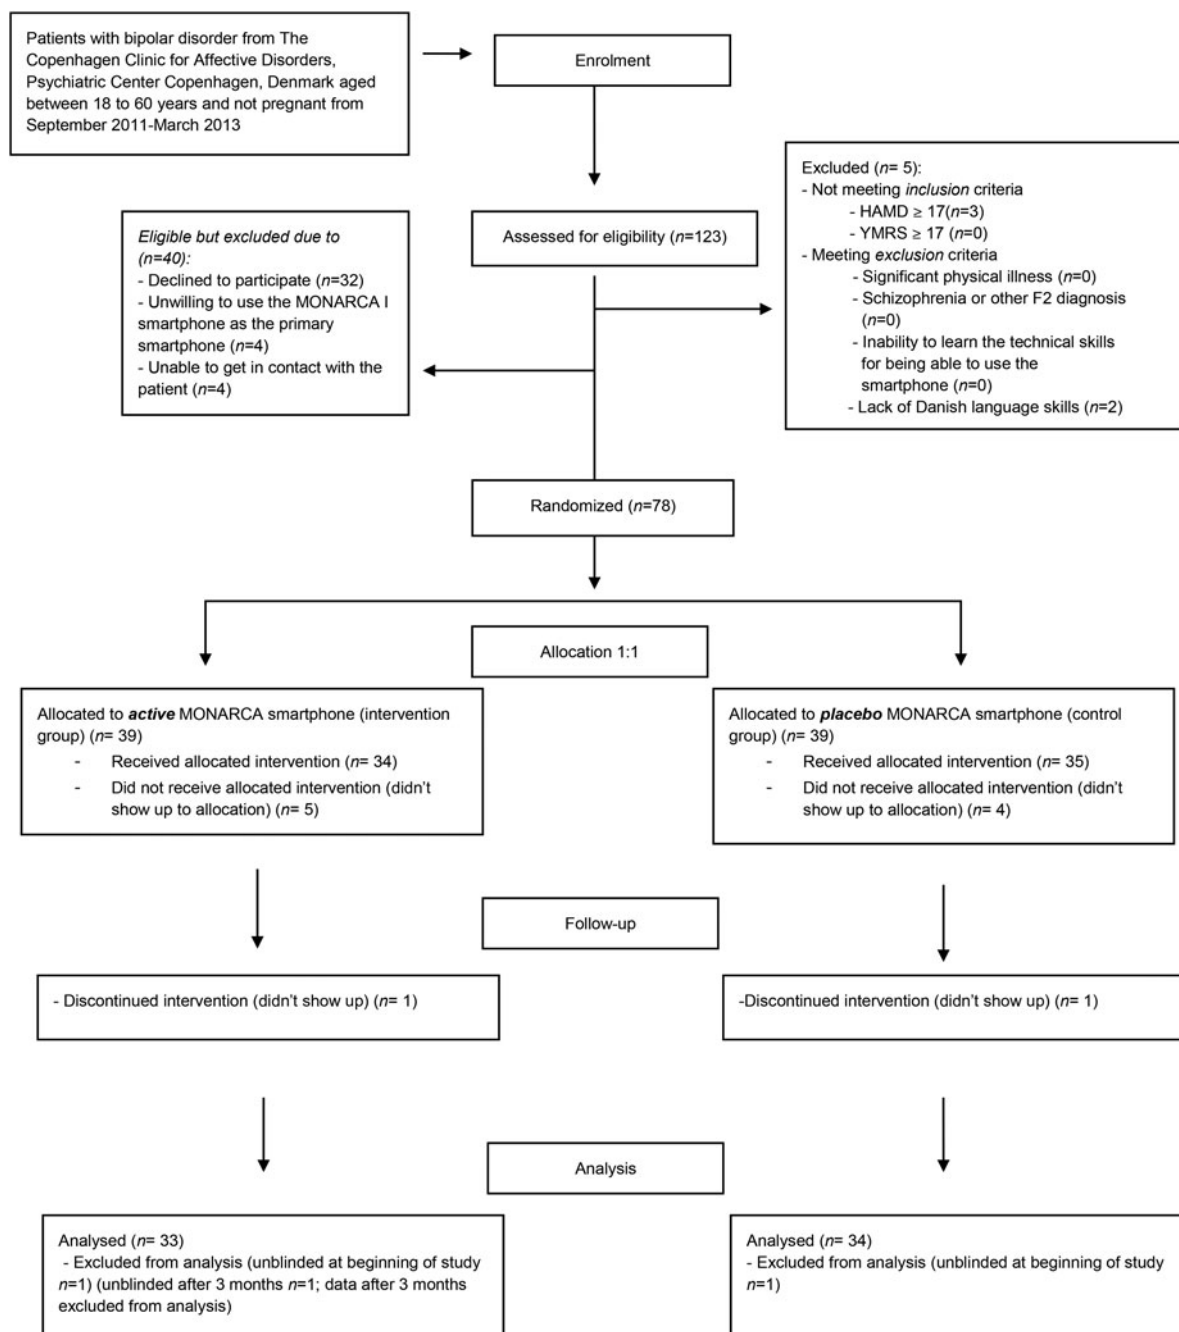 Patients with bipolar disorder from The
Copenhagen Clinic for Affective Disorders,
Psychiatric Center Copenhagen, Denmark aged
between 18 to 60 years and not pregnant from
September 2011-March 2013
Enrolment
Assessed for eligibility (n=123)
Excluded (n= 5):
- Not meeting inclusion criteria
- HAMD ≥ 17(n=3)
- YMRS ≥ 17 (n=0)
- Meeting exclusion criteria
- Significant physical illness (n=0)
- Schizophrenia or other F2 diagnosis
(n=0)
- Inability to learn the technical skills
for being able to use the
smartphone (n=0)
- Lack of Danish language skills (n=2)
Eligible but excluded due to
(n=40):
- Declined to participate (n=32)
- Unwilling to use the MONARCA I
smartphone as the primary
smartphone (n=4)
- Unable to get in contact with the
patient (n=4)
Randomized (n=78)
Allocation 1:1
Allocated to active MONARCA smartphone (intervention
group) (n= 39)
- Received allocated intervention (n= 34)
- Did not receive allocated intervention (didn't
show up to allocation) (n= 5)
Allocated to placebo MONARCA smartphone (control
group) (n= 39)
- Received allocated intervention (n= 35)
- Did not receive allocated intervention (didn't
show up to allocation) (n= 4)
Follow-up
- Discontinued intervention (didn't show up) (n= 1)
-Discontinued intervention (didn't show up) (n= 1)
Analysis
Analysed (n= 33)
- Excluded from analysis (unblinded at beginning of study
n=1) (unblinded after 3 months n=1; data after 3 months
excluded from analysis)
Analysed (n= 34)
- Excluded from analysis (unblinded at beginning of study
n=1)